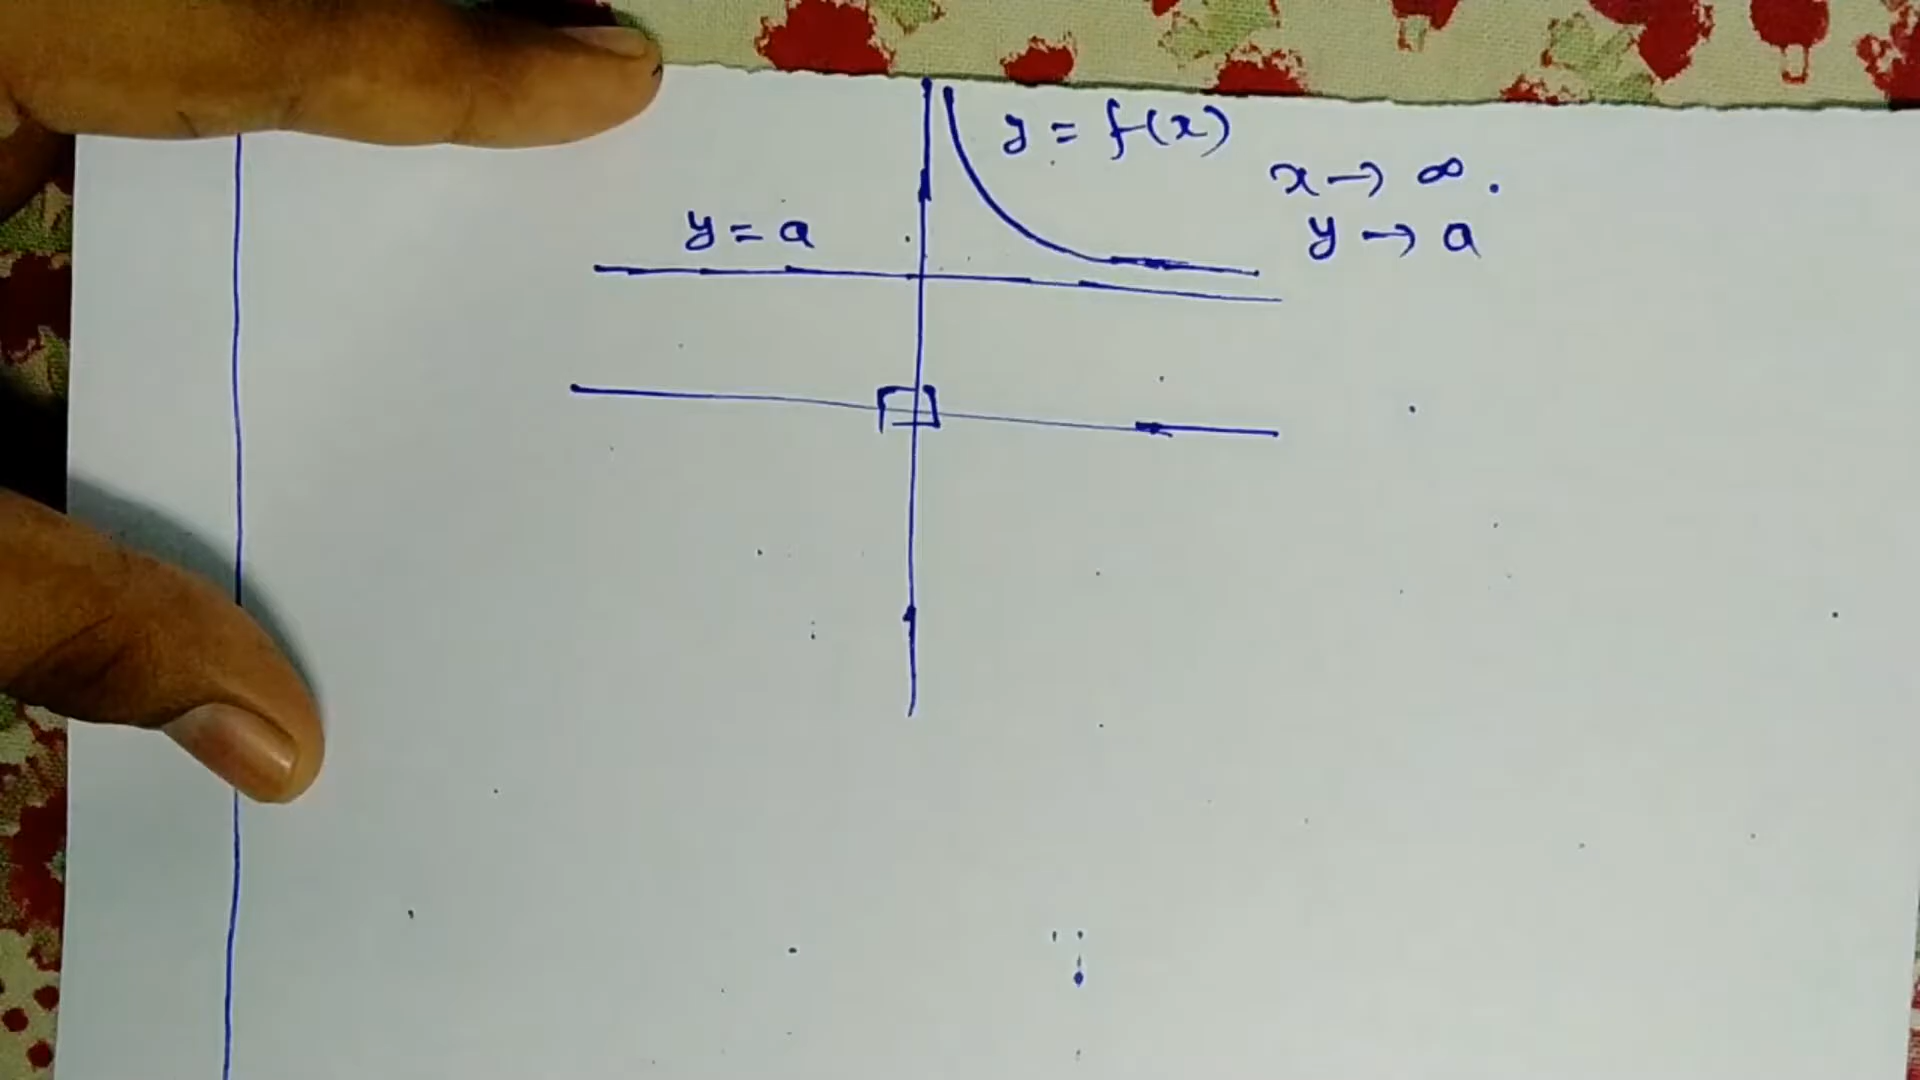 y = f(x)
x → ∞.
y = a
y → a